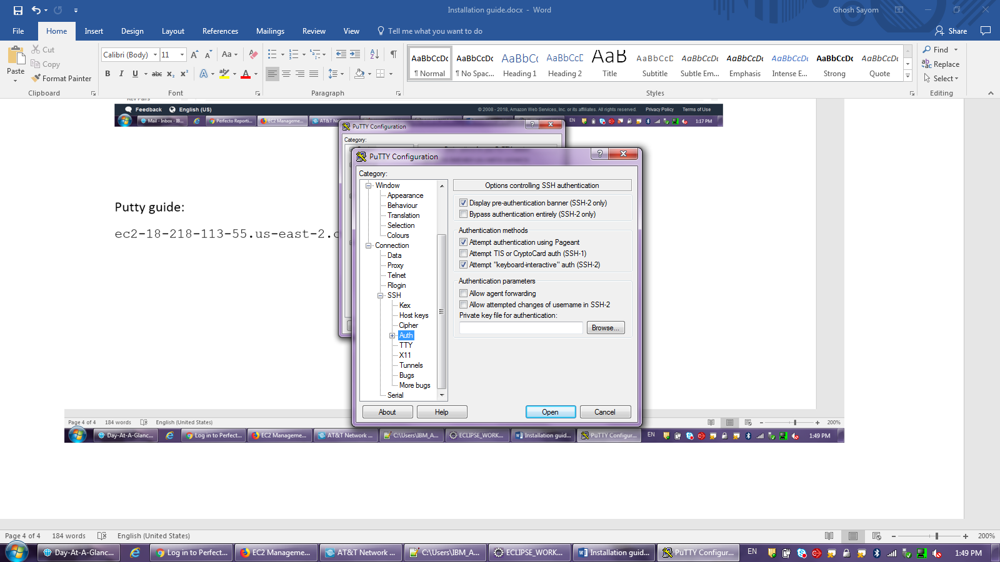 Installation guide.docx - Word
Ghosh Sayom
File Home Insert Design Layout References Mailings Review View Tell me what you want to do
Share
Paste
Cut
Copy
Format Painter
Clipboard
Calibri (Body) 11
Font
Paragraph
AaBbCcDc AaBbCcDc AaBbCc AaBbCcD AaB AaBbCcD AaBbCcDc AaBbCcDc AaBbCcDc AaBbCcDc AaBbCcDc
¶ Normal ¶ No Spac... Heading 1 Heading 2 Title Subtitle Subtle Em... Emphasis Intense E... Strong Quote
Styles
Find
Replace
Select
Editing
Key Pairs
Feedback English (US)
© 2008 - 2018, Amazon Web Services, Inc. or its affiliates. All rights reserved. Privacy Policy Terms of Use
Mail - Inbox - IB... Perfecto Reporti... EC2 Manageme... AT&T Ne
EN 1:17 PM
PuTTY Configuration
Category:
Putty guide:
ec2-18-218-113-55.us-east-2.c
PuTTY Configuration
Category:
Window
Appearance
Behaviour
Translation
Selection
Colours
Connection
Data
Proxy
Telnet
Rlogin
SSH
Kex
Host keys
Cipher
Auth
TTY
X11
Tunnels
Bugs
More bugs
Serial
Options controlling SSH authentication
Display pre-authentication banner (SSH-2 only)
Bypass authentication entirely (SSH-2 only)
Authentication methods
Attempt authentication using Pageant
Attempt TIS or CryptoCard auth (SSH-1)
Attempt "keyboard-interactive" auth (SSH-2)
Authentication parameters
Allow agent forwarding
Allow attempted changes of username in SSH-2
Private key file for authentication:
Browse...
About Help Open Cancel
Page 4 of 4 184 words English (United States) 200%
Day-At-A-Glanc... Log in to Perfect... EC2 Manageme... AT&T Network ... C:\Users\IBM_A... ECLIPSE_WORK... Installation guid... PuTTY Configur... EN 1:49 PM
Page 4 of 4 184 words English (United States) 200%
Day-At-A-Glanc... Log in to Perfect... EC2 Manageme... AT&T Network ... C:\Users\IBM_A... ECLIPSE_WORK... Installation guid... PuTTY Configur... EN 1:49 PM